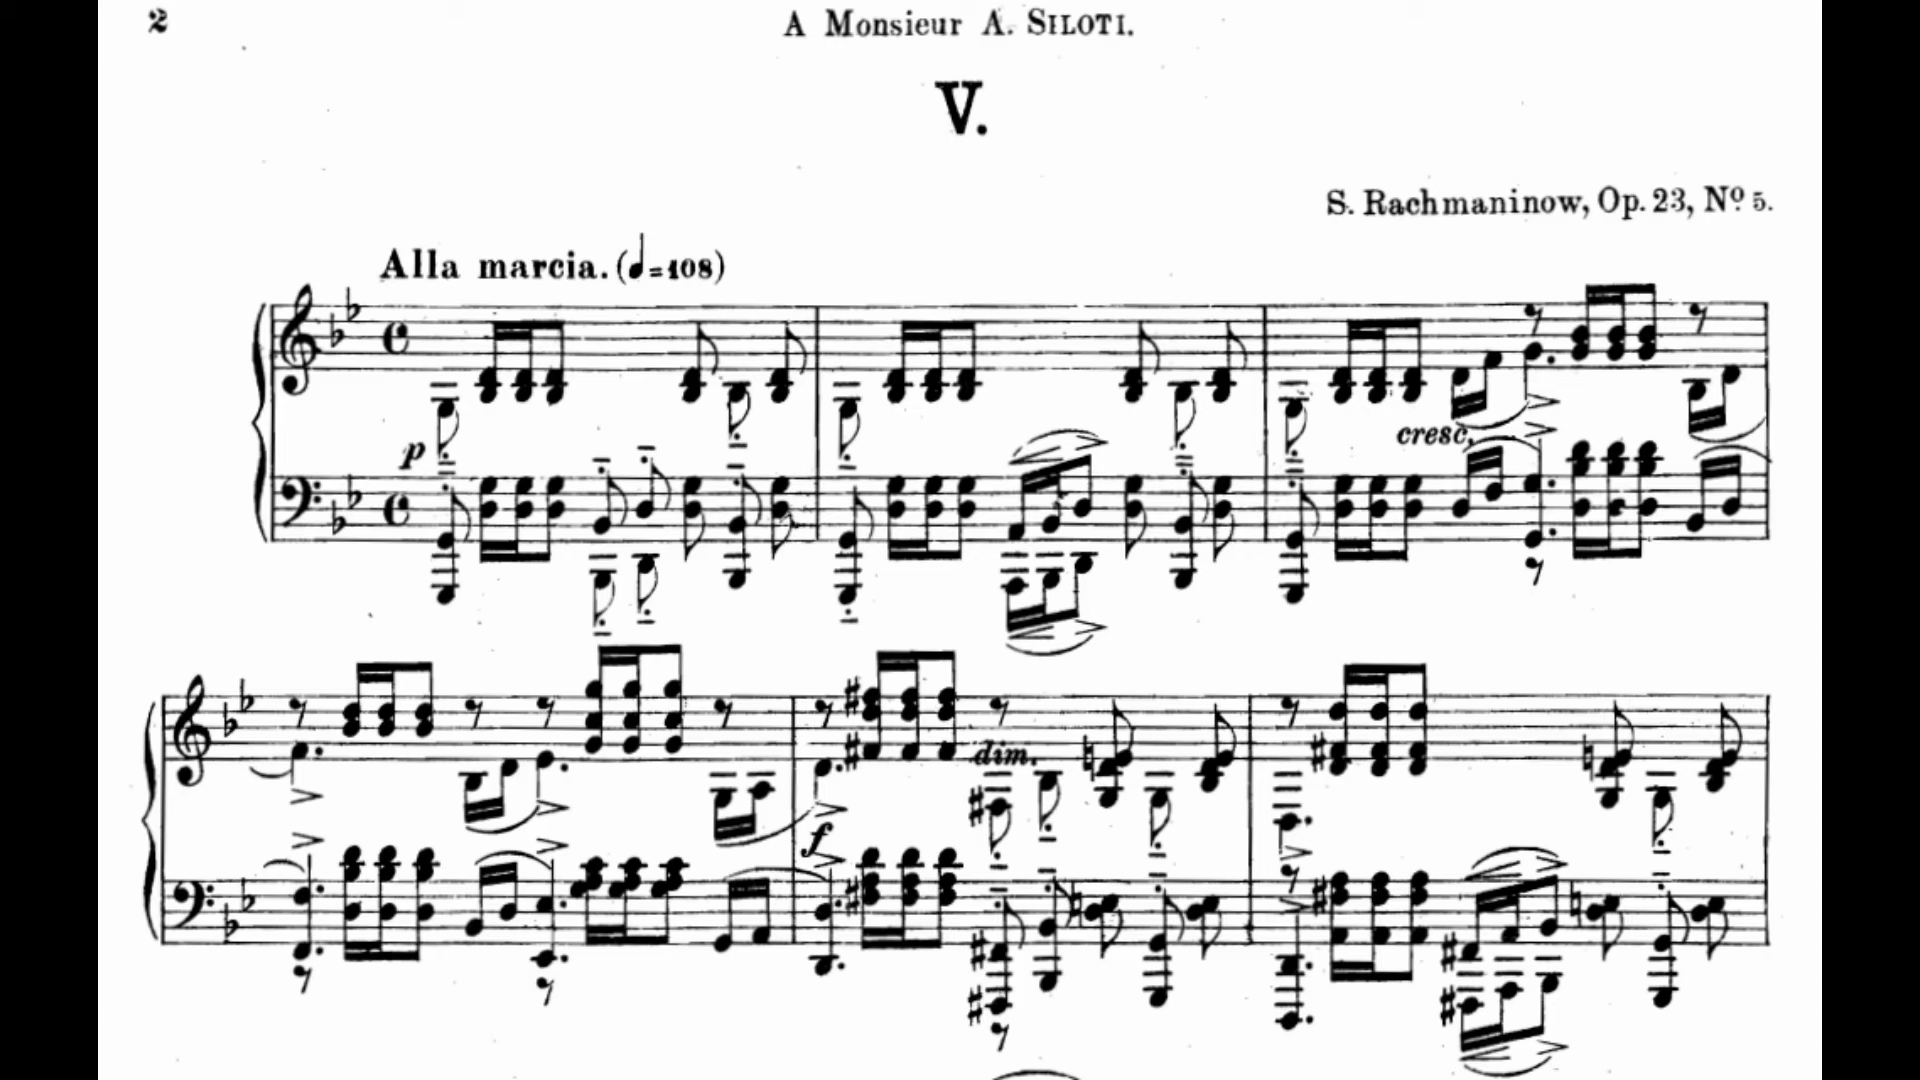 2
A Monsieur A. SILOTI.
V.
S. Rachmaninow, Op. 23, Nº 5.
Alla marcia. (♩=108)
p
cresc.
dim.
f